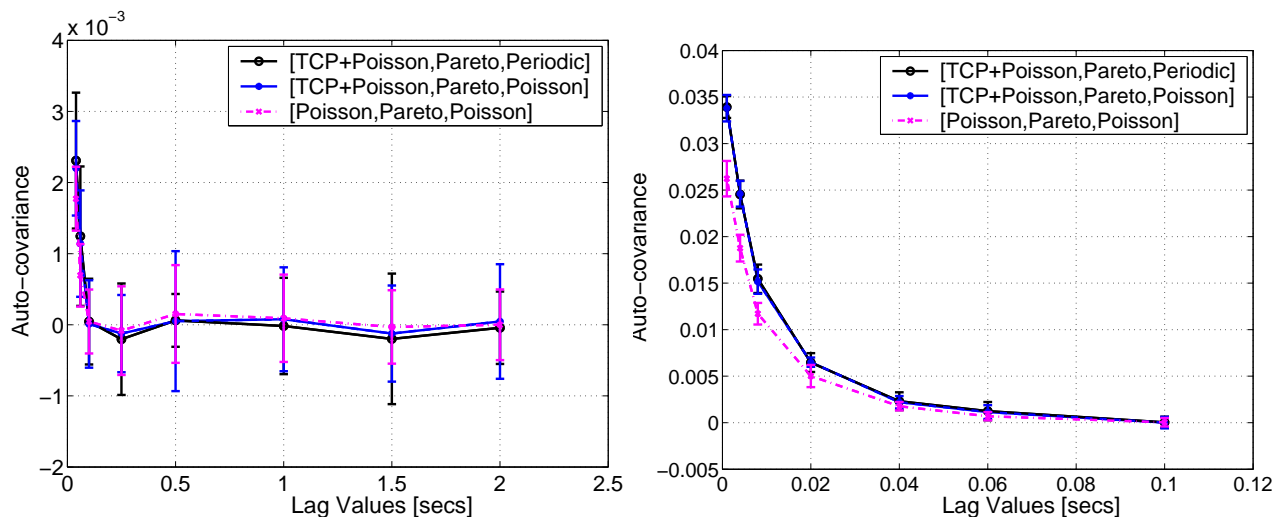 x 10⁻³
4
3
2
1
0
−1
−2
Auto−covariance
[TCP+Poisson,Pareto,Periodic]
[TCP+Poisson,Pareto,Poisson]
[Poisson,Pareto,Poisson]
0 0.5 1 1.5 2 2.5
Lag Values [secs]
0.04
0.035
0.03
0.025
0.02
0.015
0.01
0.005
0
−0.005
Auto−covariance
[TCP+Poisson,Pareto,Periodic]
[TCP+Poisson,Pareto,Poisson]
[Poisson,Pareto,Poisson]
0 0.02 0.04 0.06 0.08 0.1 0.12
Lag Values [secs]